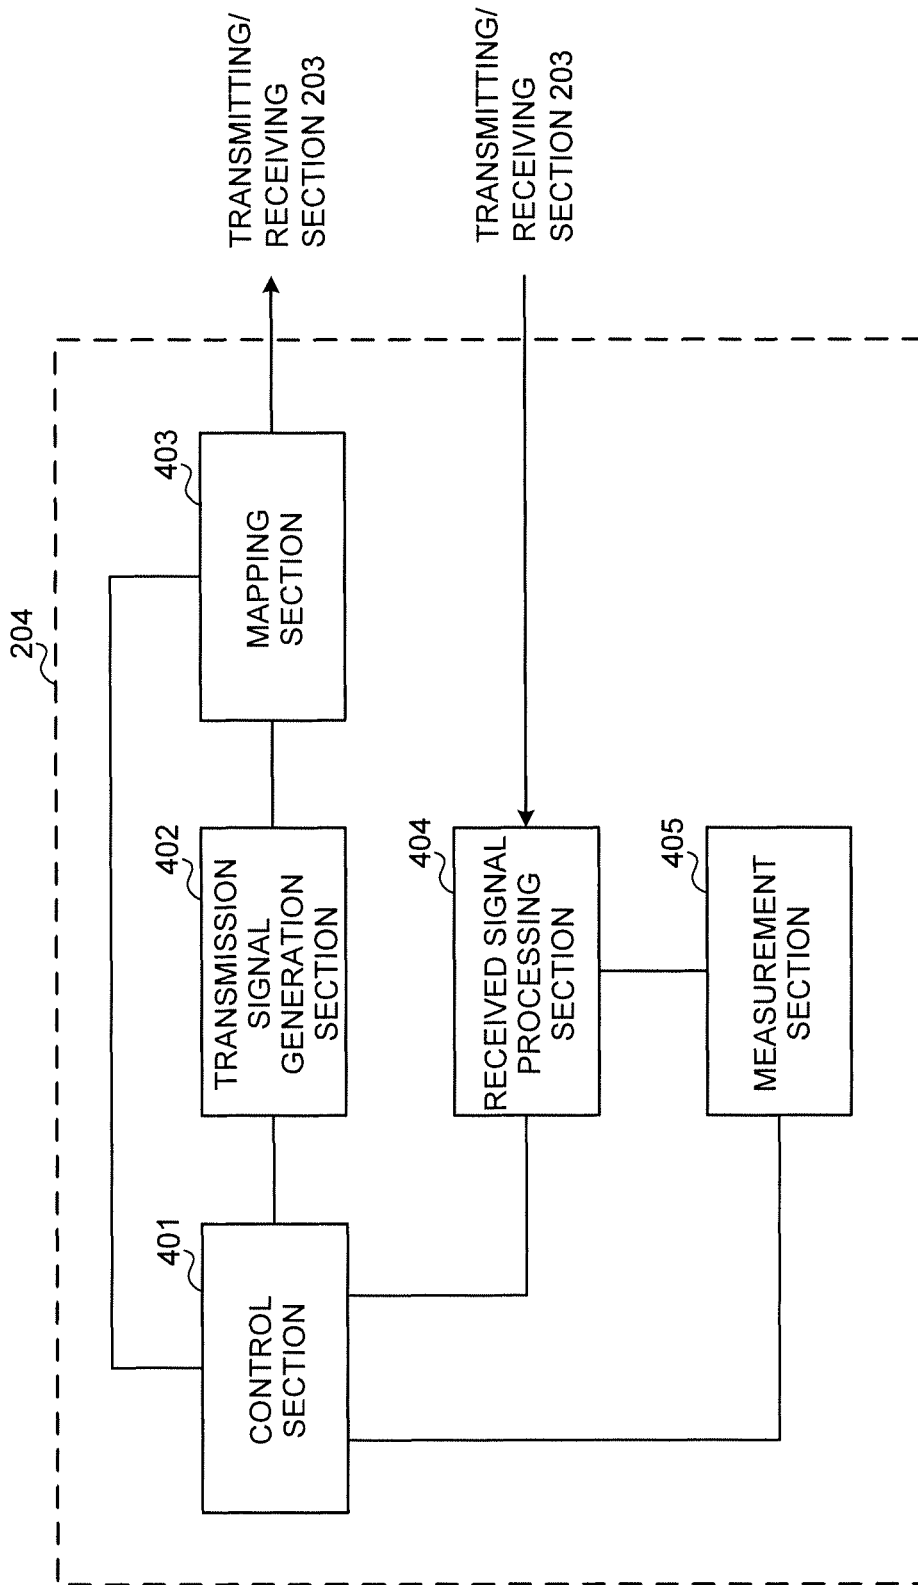 204
401
CONTROL
SECTION
402
TRANSMISSION
SIGNAL
GENERATION
SECTION
403
MAPPING
SECTION
TRANSMITTING/
RECEIVING
SECTION 203
404
RECEIVED SIGNAL
PROCESSING
SECTION
TRANSMITTING/
RECEIVING
SECTION 203
405
MEASUREMENT
SECTION